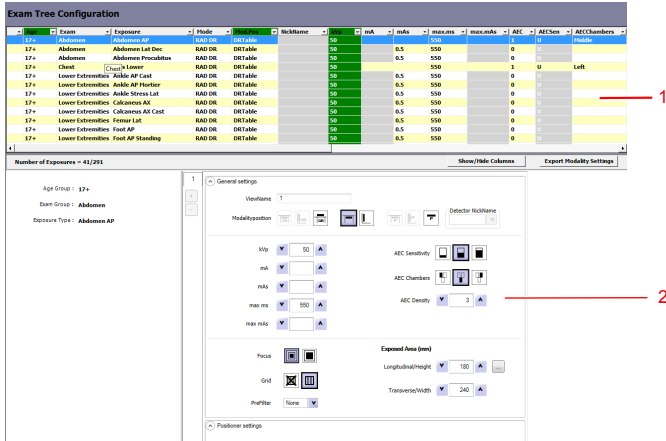 Exam Tree Configuration
Age Exam Exposure Mode Mod.Pos NickName kVp mA mAs max.ms max.mAs AEC AECSen AECChambers
17+ Abdomen Abdomen AP RAD DR DRTable 50 550 1 U Middle
17+ Abdomen Abdomen Lat Dec RAD DR DRTable 50 0.5 550 0 U
17+ Abdomen Abdomen Procubitus RAD DR DRTable 50 0.5 550 0 U
17+ Chest Chest Lower RAD DR DRTable 50 550 1 U Left
17+ Lower Extremities Ankle AP Cast RAD DR DRTable 50 0.5 550 0 U
17+ Lower Extremities Ankle AP Mortier RAD DR DRTable 50 0.5 550 0 U
17+ Lower Extremities Ankle Stress Lat RAD DR DRTable 50 0.5 550 0 U
17+ Lower Extremities Calcaneus AX RAD DR DRTable 50 0.5 550 0 U
17+ Lower Extremities Calcaneus AX Cast RAD DR DRTable 50 0.5 550 0 U
17+ Lower Extremities Femur Lat RAD DR DRTable 50 0.5 550 0 U
17+ Lower Extremities Foot AP RAD DR DRTable 50 0.5 550 0 U
17+ Lower Extremities Foot AP Standing RAD DR DRTable 50 0.5 550 0 U
1
Number of Exposures = 41/291 Show/Hide Columns Export Modality Settings
Age Group : 17+
Exam Group : Abdomen
Exposure Type : Abdomen AP
1
+
-
General settings
ViewName 1
Modalityposition Detector NickName
kVp 50 AEC Sensitivity
mA AEC Chambers
mAs AEC Density 3
max ms 550
max mAs
2
Focus Exposed Area (mm)
Longitudinal/Height 180 ...
Grid Transverse/Width 240
PreFilter None
Positioner settings